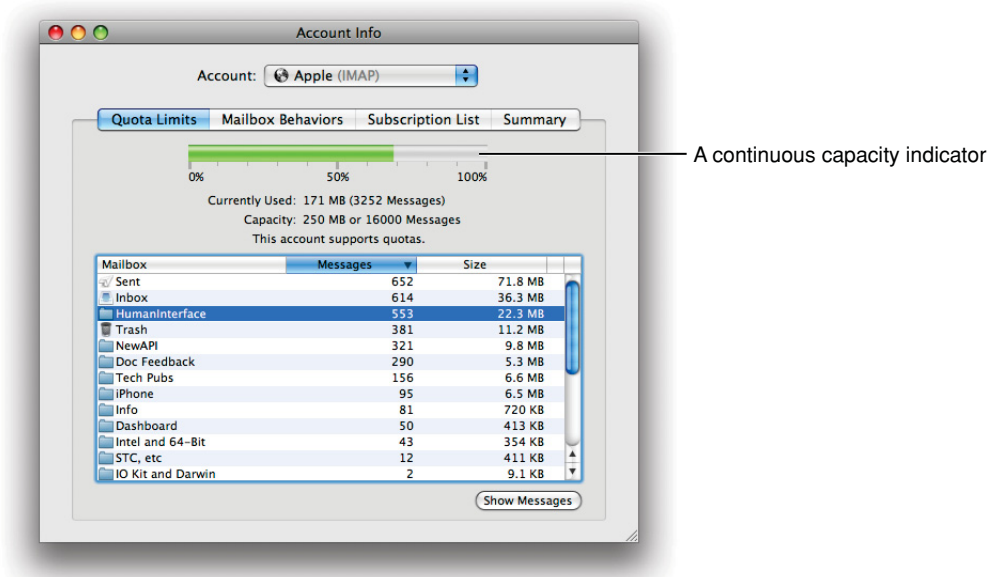 Account Info
Account: Apple (IMAP)
Quota Limits Mailbox Behaviors Subscription List Summary
A continuous capacity indicator
0% 50% 100%
Currently Used: 171 MB (3252 Messages)
Capacity: 250 MB or 16000 Messages
This account supports quotas.
Mailbox Messages Size
Sent 652 71.8 MB
Inbox 614 36.3 MB
HumanInterface 553 22.3 MB
Trash 381 11.2 MB
NewAPI 321 9.8 MB
Doc Feedback 290 5.3 MB
Tech Pubs 156 6.6 MB
iPhone 95 6.5 MB
Info 81 720 KB
Dashboard 50 413 KB
Intel and 64-Bit 43 354 KB
STC, etc 12 411 KB
IO Kit and Darwin 2 9.1 KB
Show Messages